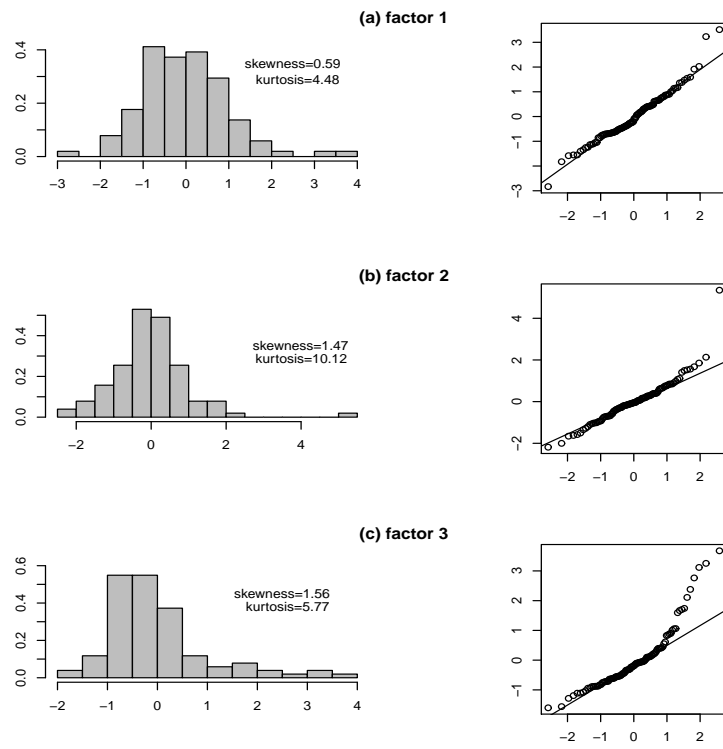 (a) factor 1
skewness=0.59
kurtosis=4.48
0.0 0.2 0.4
−3 −2 −1 0 1 2 3 4
−3 −1 0 1 2 3
−2 −1 0 1 2
(b) factor 2
skewness=1.47
kurtosis=10.12
0.0 0.2 0.4
−2 0 2 4
−2 0 2 4
−2 −1 0 1 2
(c) factor 3
skewness=1.56
kurtosis=5.77
0.0 0.2 0.4 0.6
−2 −1 0 1 2 3 4
−1 0 1 2 3
−2 −1 0 1 2